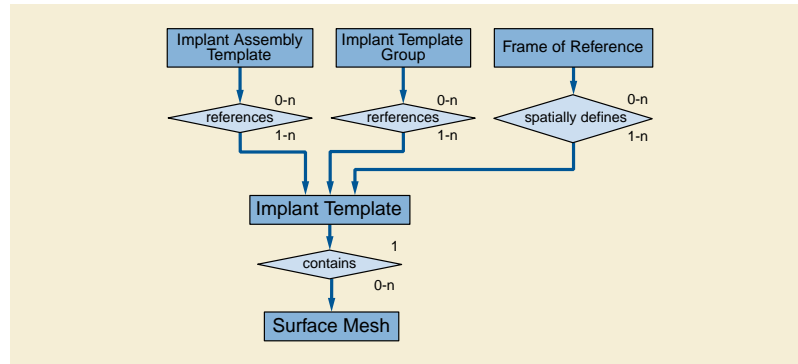 Implant Assembly
Template
Implant Template
Group
Frame of Reference
0-n
0-n
0-n
references
rerferences
spatially defines
1-n
1-n
1-n
Implant Template
1
contains
0-n
Surface Mesh